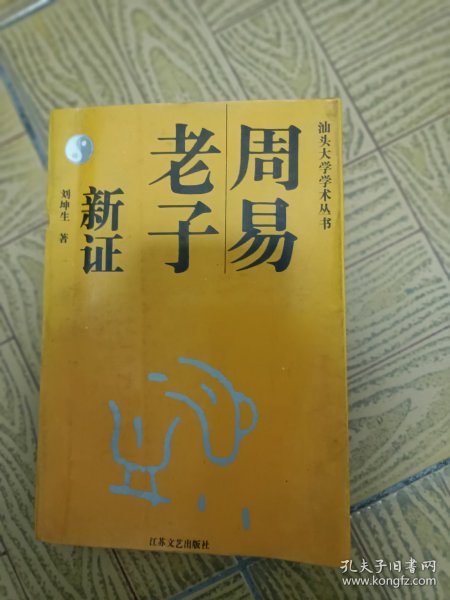 汕头大学学术丛书
周易
老子
新证
刘坤生 著
江苏文艺出版社
孔夫子旧书网
www.kongfz.com